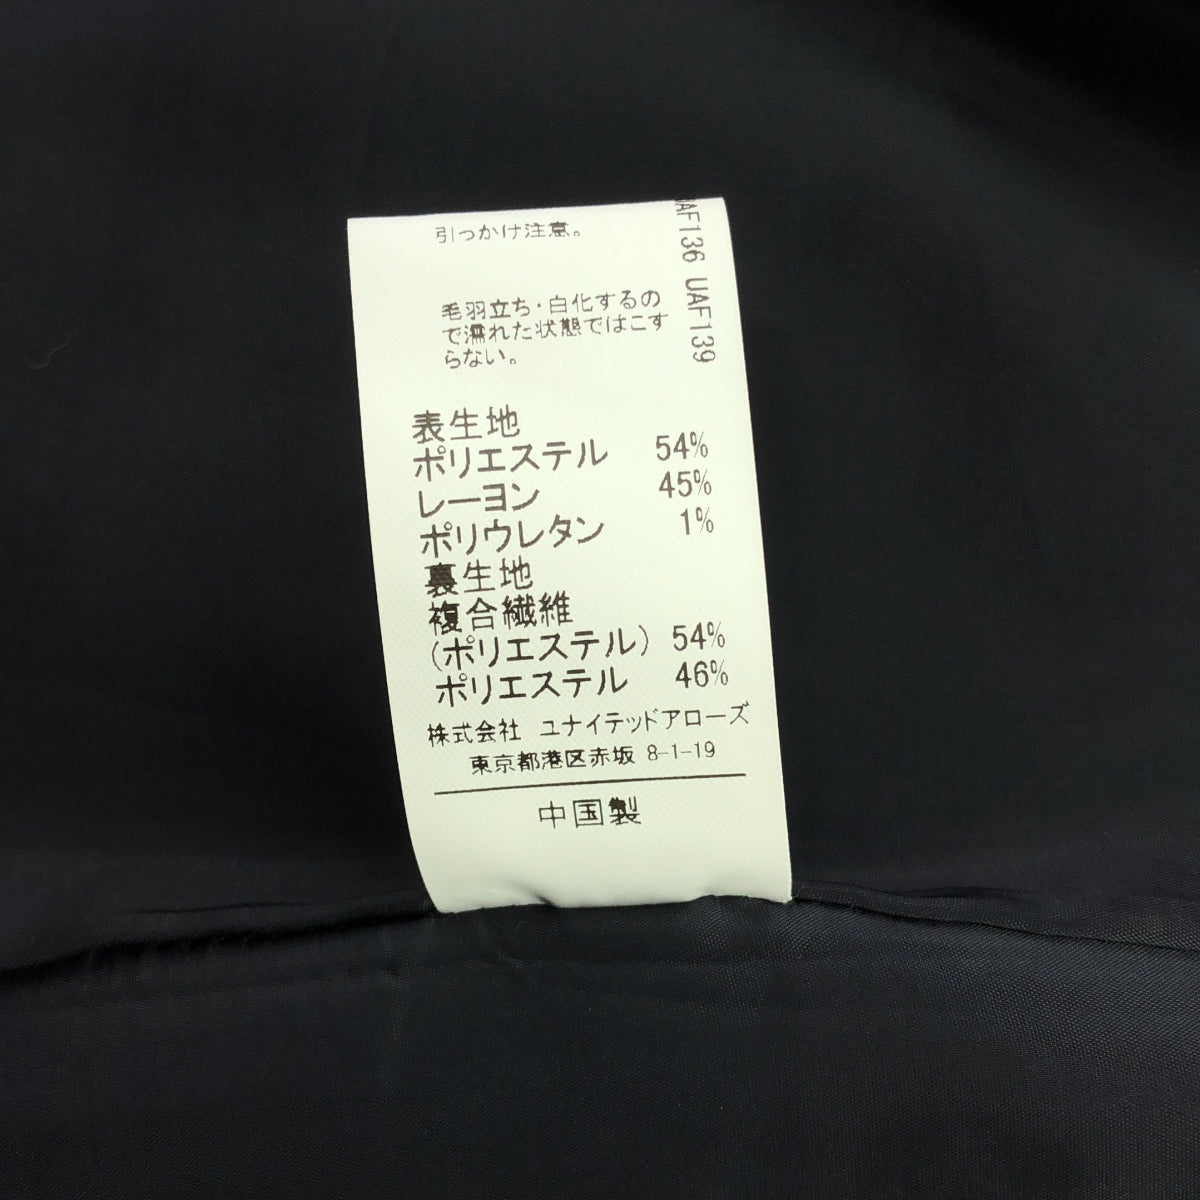 引っかけ注意。
毛羽立ち・白化するの
で濡れた状態ではこす
らない。
表生地
ポリエステル 54%
レーヨン 45%
ポリウレタン 1%
裏生地
複合繊維
(ポリエステル) 54%
ポリエステル 46%
株式会社 ユナイテッドアローズ
東京都港区赤坂 8-1-19
中国製
UAF136 UAF139